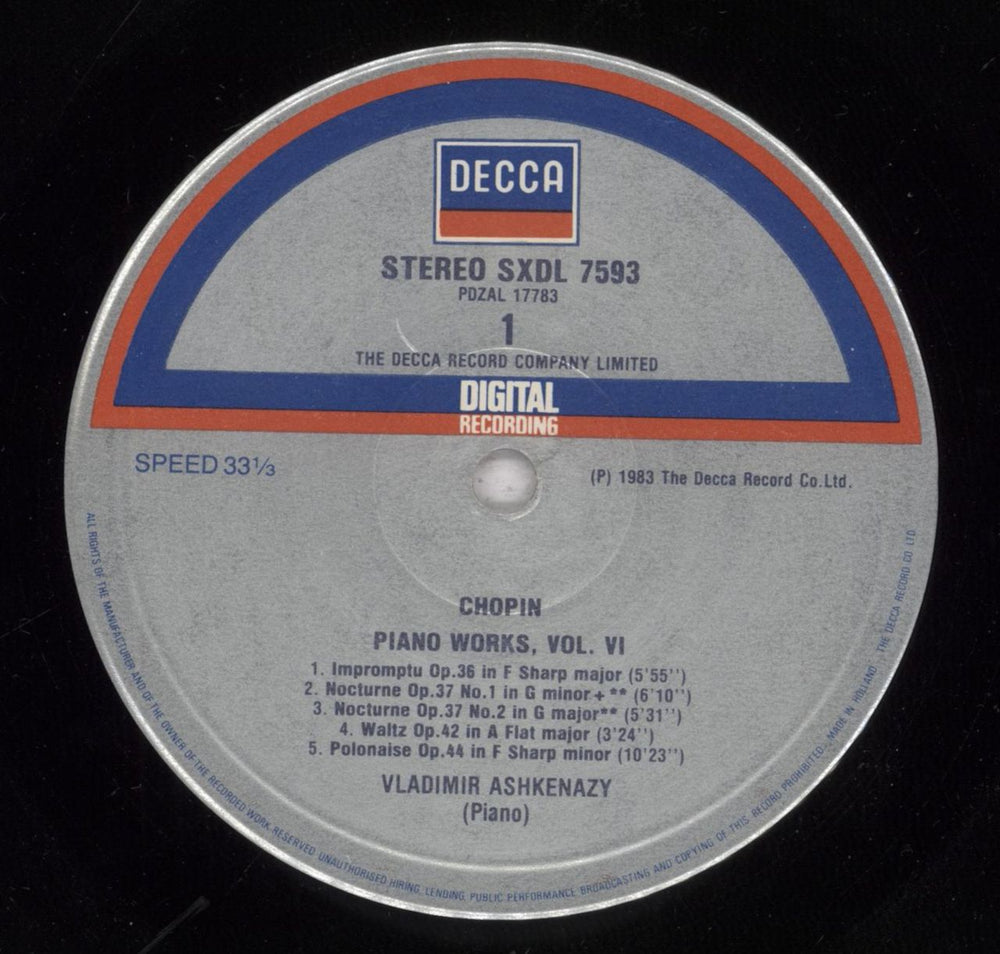 DECCA
STEREO SXDL 7593
PDZAL 17783
1
THE DECCA RECORD COMPANY LIMITED
DIGITAL
RECORDING
SPEED 33⅓
(P) 1983 The Decca Record Co.Ltd.
CHOPIN
PIANO WORKS, VOL. VI
1. Impromptu Op.36 in F Sharp major (5'55'')
2. Nocturne Op.37 No.1 in G minor+** (6'10'')
3. Nocturne Op.37 No.2 in G major** (5'31'')
4. Waltz Op.42 in A Flat major (3'24'')
5. Polonaise Op.44 in F Sharp minor (10'23'')
VLADIMIR ASHKENAZY
(Piano)
ALL RIGHTS OF THE MANUFACTURER AND OF THE OWNER OF THE RECORDED WORK RESERVED UNAUTHORISED HIRING, LENDING, PUBLIC PERFORMANCE, BROADCASTING AND COPYING OF THIS RECORD PROHIBITED. MADE IN HOLLAND. THE DECCA RECORD CO LTD